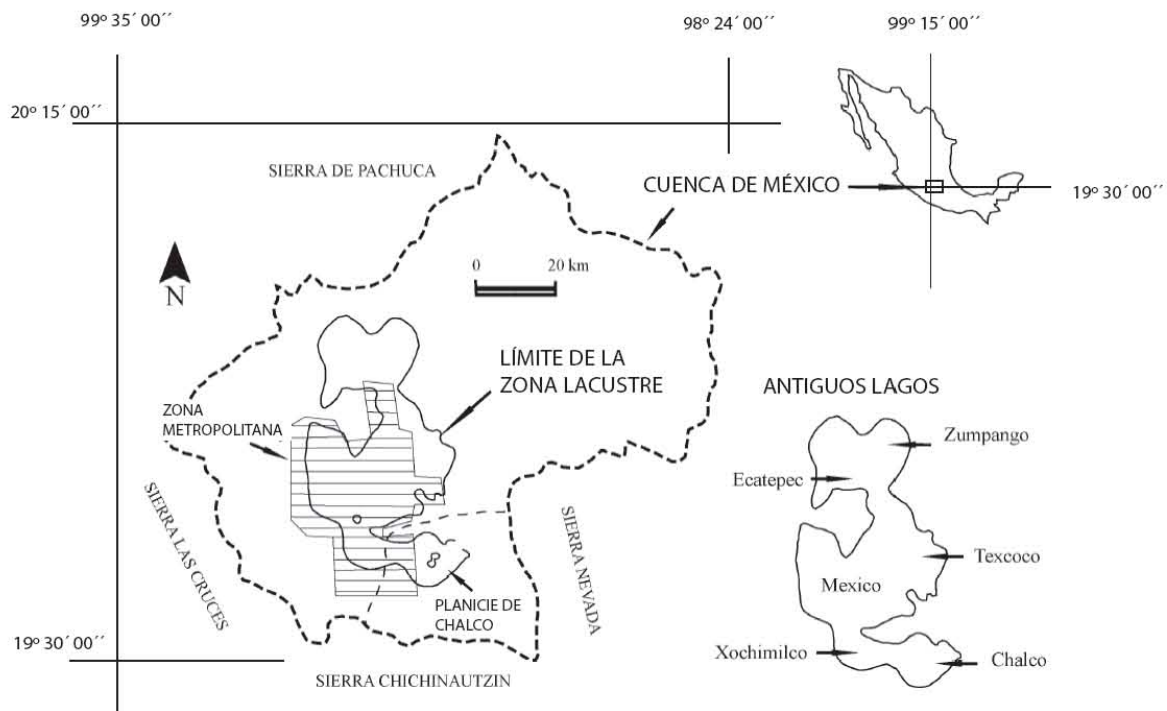 99º 35´ 00´´
98º 24´ 00´´
99º 15´ 00´´
20º 15´ 00´´
SIERRA DE PACHUCA
CUENCA DE MÉXICO
19º 30´ 00´´
0 20 km
N
LÍMITE DE LA
ZONA LACUSTRE
ANTIGUOS LAGOS
ZONA
METROPOLITANA
Zumpango
Ecatepec
SIERRA LAS CRUCES
SIERRA NEVADA
Texcoco
Mexico
PLANICIE DE
CHALCO
19º 30´ 00´´
Xochimilco
Chalco
SIERRA CHICHINAUTZIN